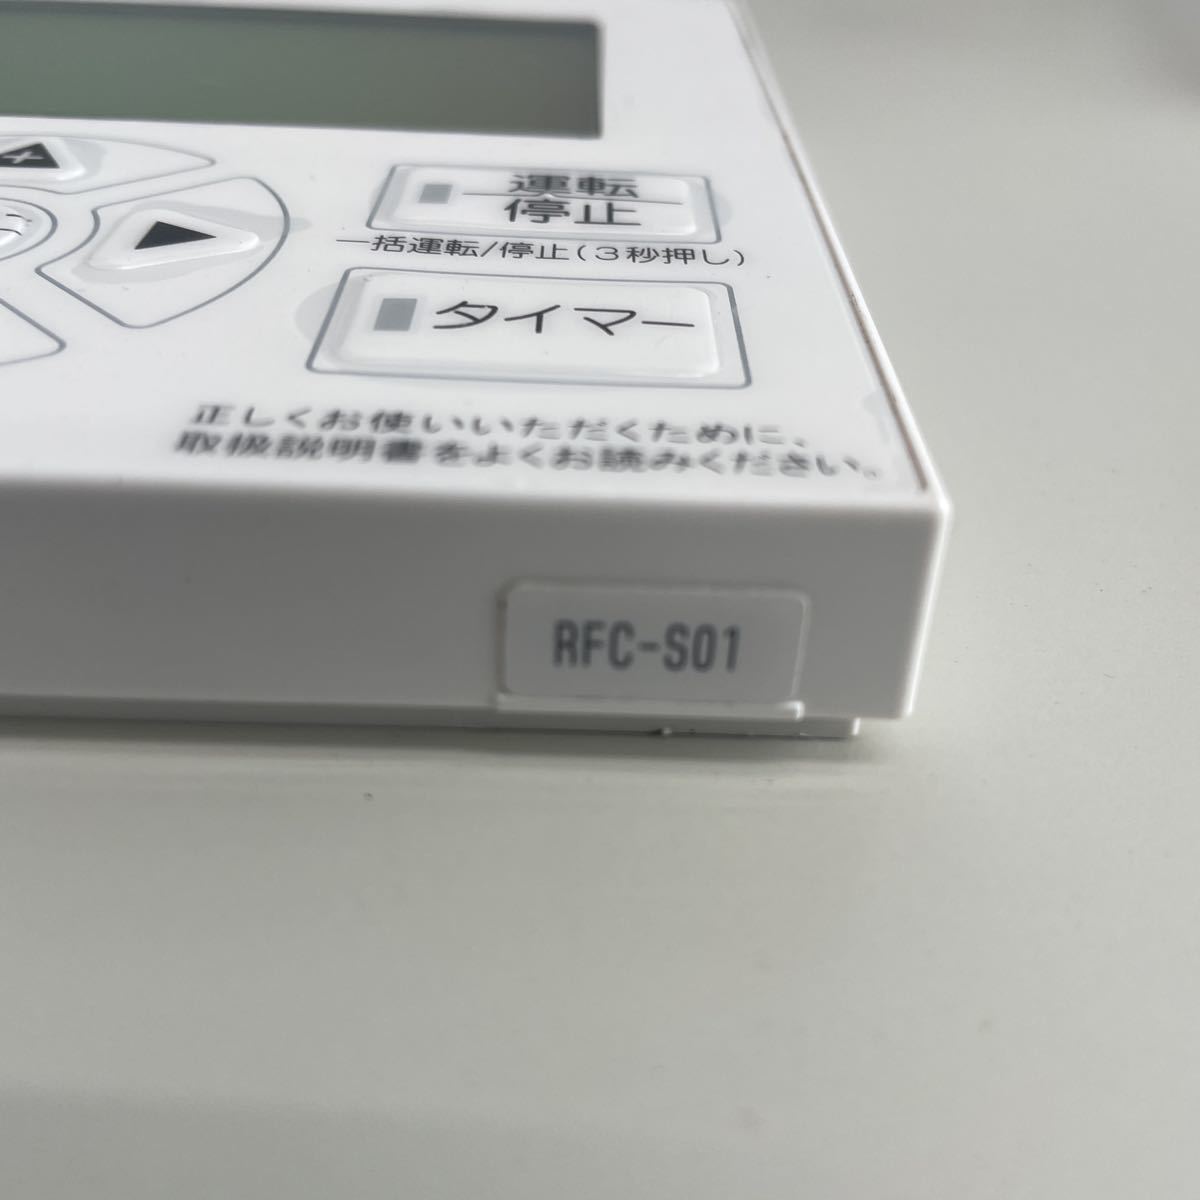 +
運転
停止
一括運転/停止(3秒押し)
タイマー
正しくお使いいただくために、
取扱説明書をよくお読みください。
RFC-S01